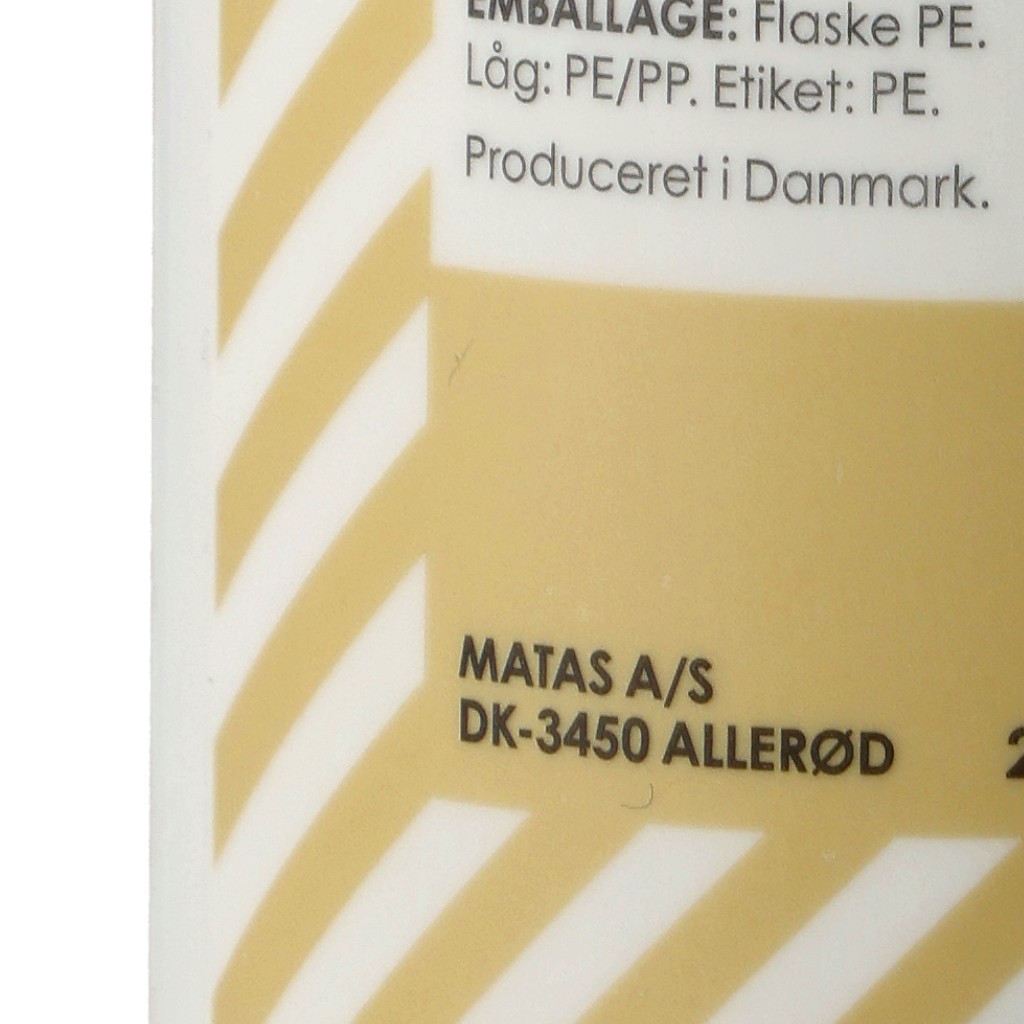 EMBALLAGE: Flaske PE.
Låg: PE/PP. Etiket: PE.
Produceret i Danmark.
MATAS A/S
DK-3450 ALLERØD